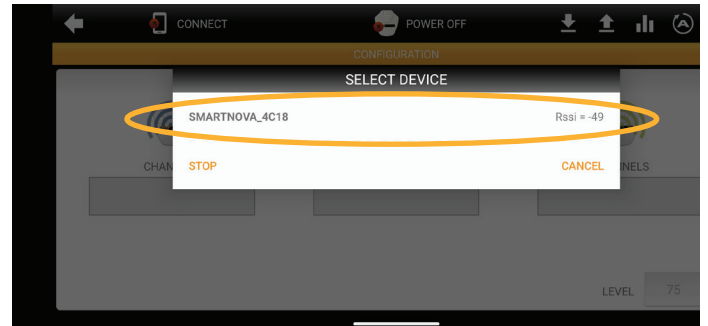 CONNECT
POWER OFF
CONFIGURATION
SELECT DEVICE
SMARTNOVA_4C18
Rssi = -49
STOP
CANCEL
LEVEL
75